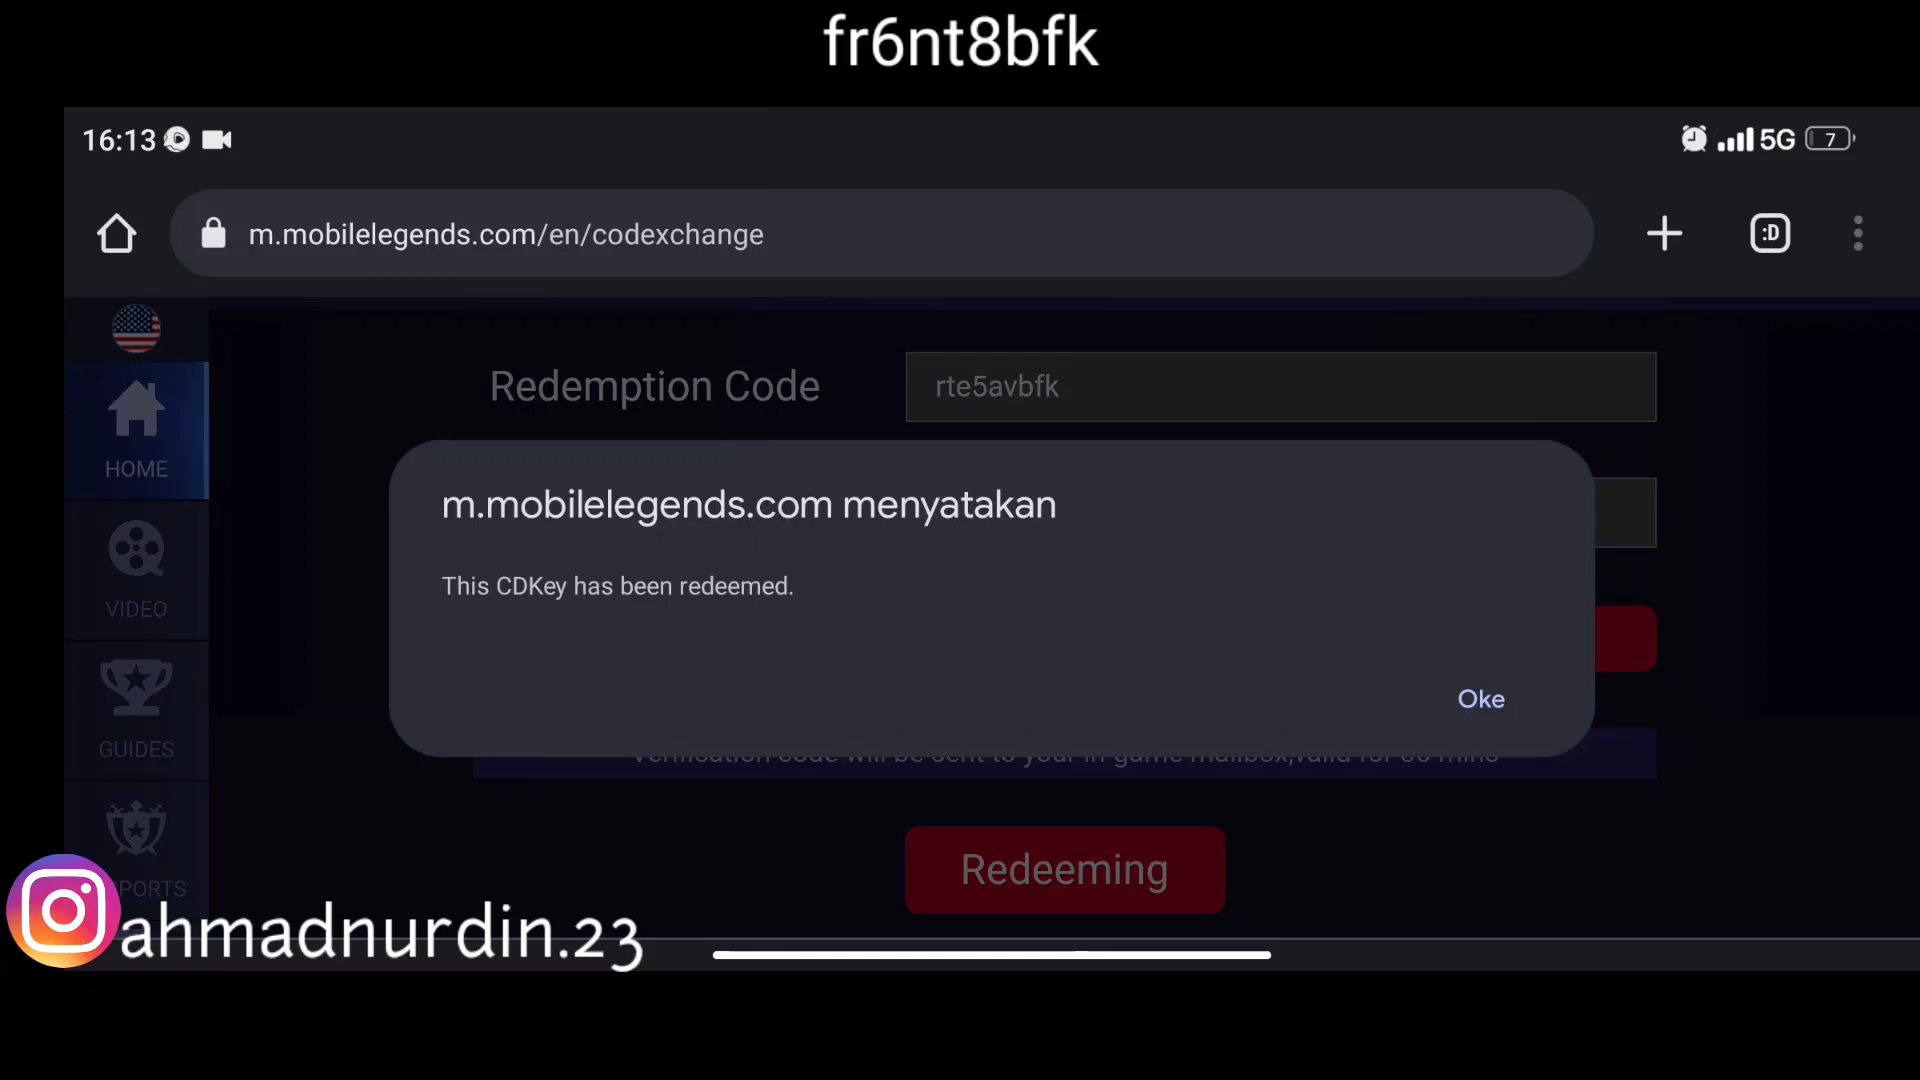 fr6nt8bfk
16:13
5G
7
m.mobilelegends.com/en/codexchange
:D
Redemption Code
rte5avbfk
HOME
m.mobilelegends.com menyatakan
This CDKey has been redeemed.
VIDEO
Oke
GUIDES
Verification code will be sent to your in-game mailbox,valid for 30 mins
Redeeming
PORTS
ahmadnurdin.23